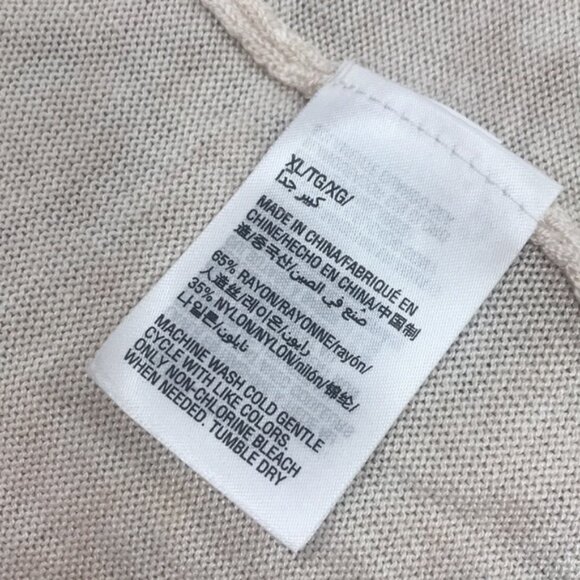 XL/TG/XG/
كبير جداً
MADE IN CHINA/FABRIQUÉ EN
CHINE/HECHO EN CHINA/中国制
造/중국산/صنع في الصين
65% RAYON/RAYONNE/rayón/
人造丝/레이온/رايون
35% NYLON/NYLON/nilón/锦纶/
나일론/نايلون
MACHINE WASH COLD GENTLE
CYCLE WITH LIKE COLORS.
ONLY NON-CHLORINE BLEACH
WHEN NEEDED. TUMBLE DRY